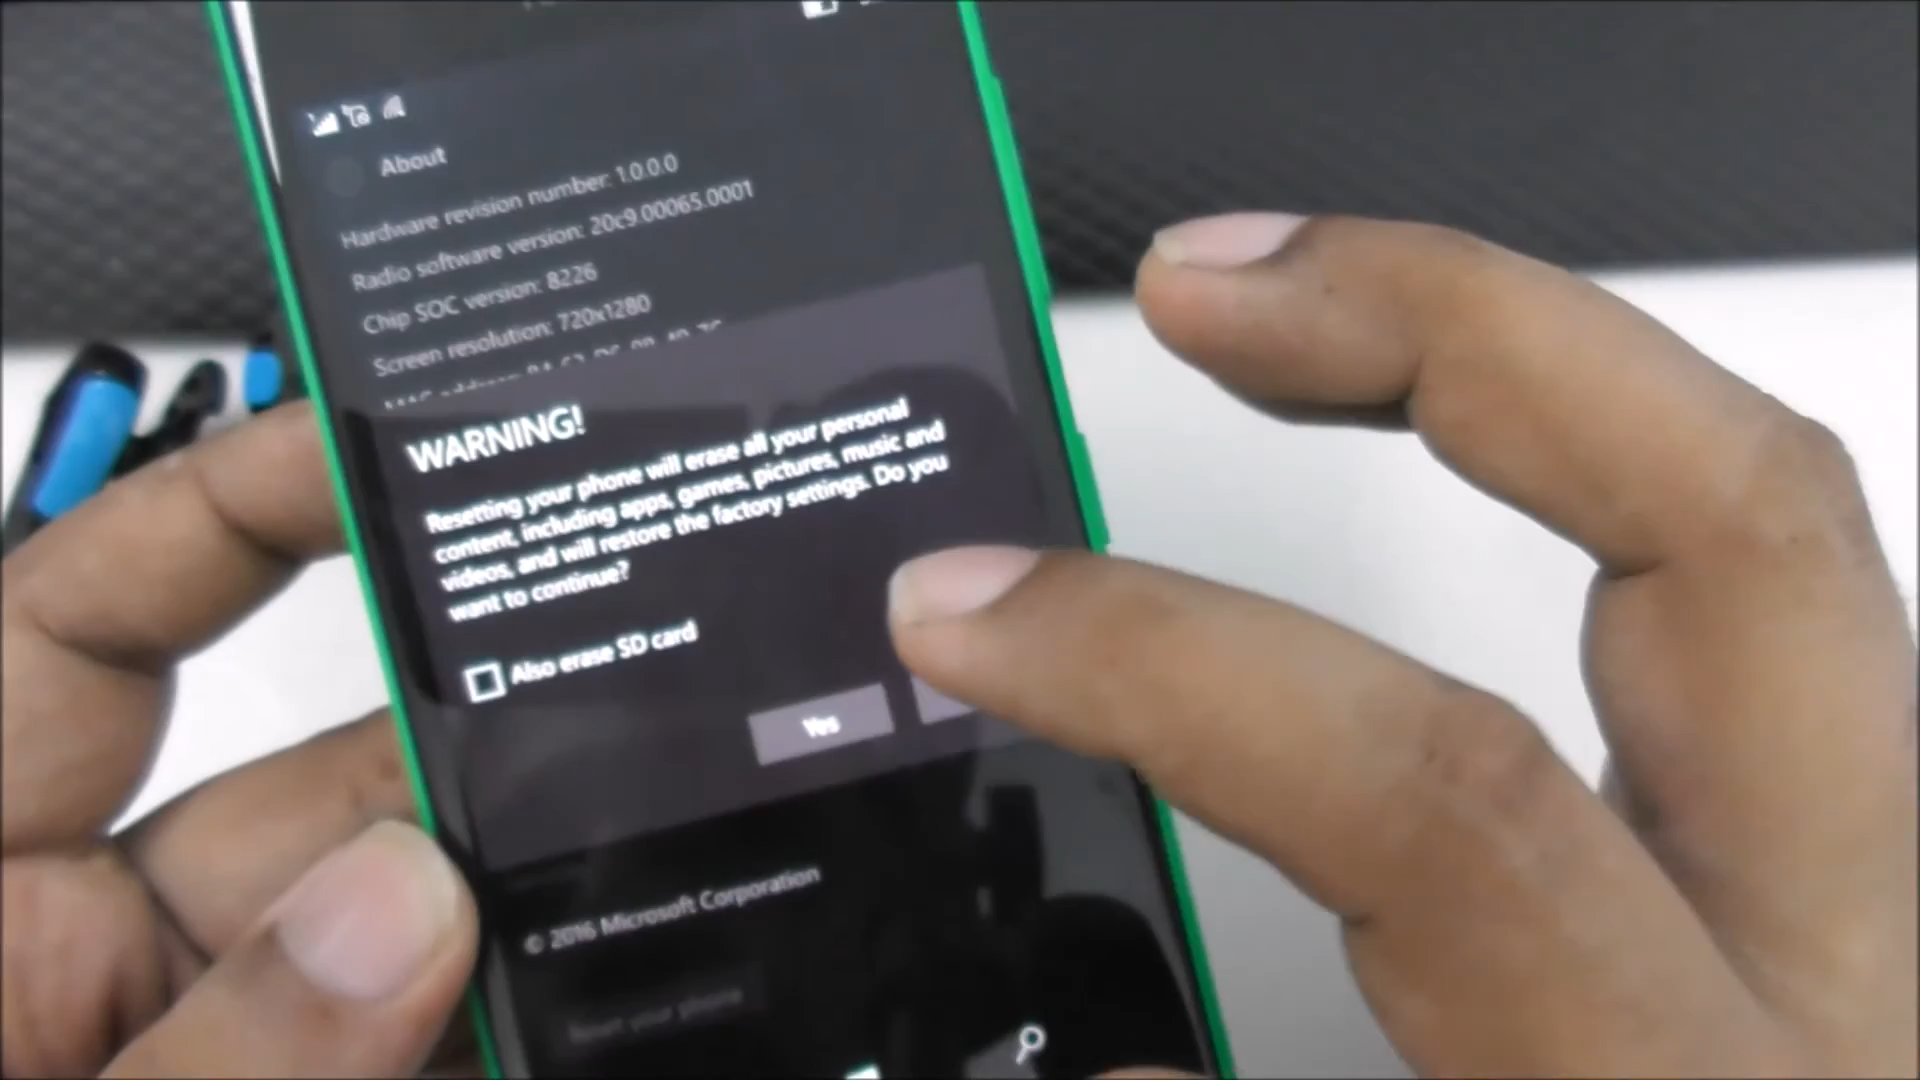 About
Hardware revision number: 1.0.0.0
Radio software version: 20c9.00065.0001
Chip SOC version: 8226
Screen resolution: 720x1280
WARNING!
Resetting your phone will erase all your personal
content, including apps, games, pictures, music and
videos, and will restore the factory settings. Do you
want to continue?
Also erase SD card
Yes
© 2016 Microsoft Corporation
your phone